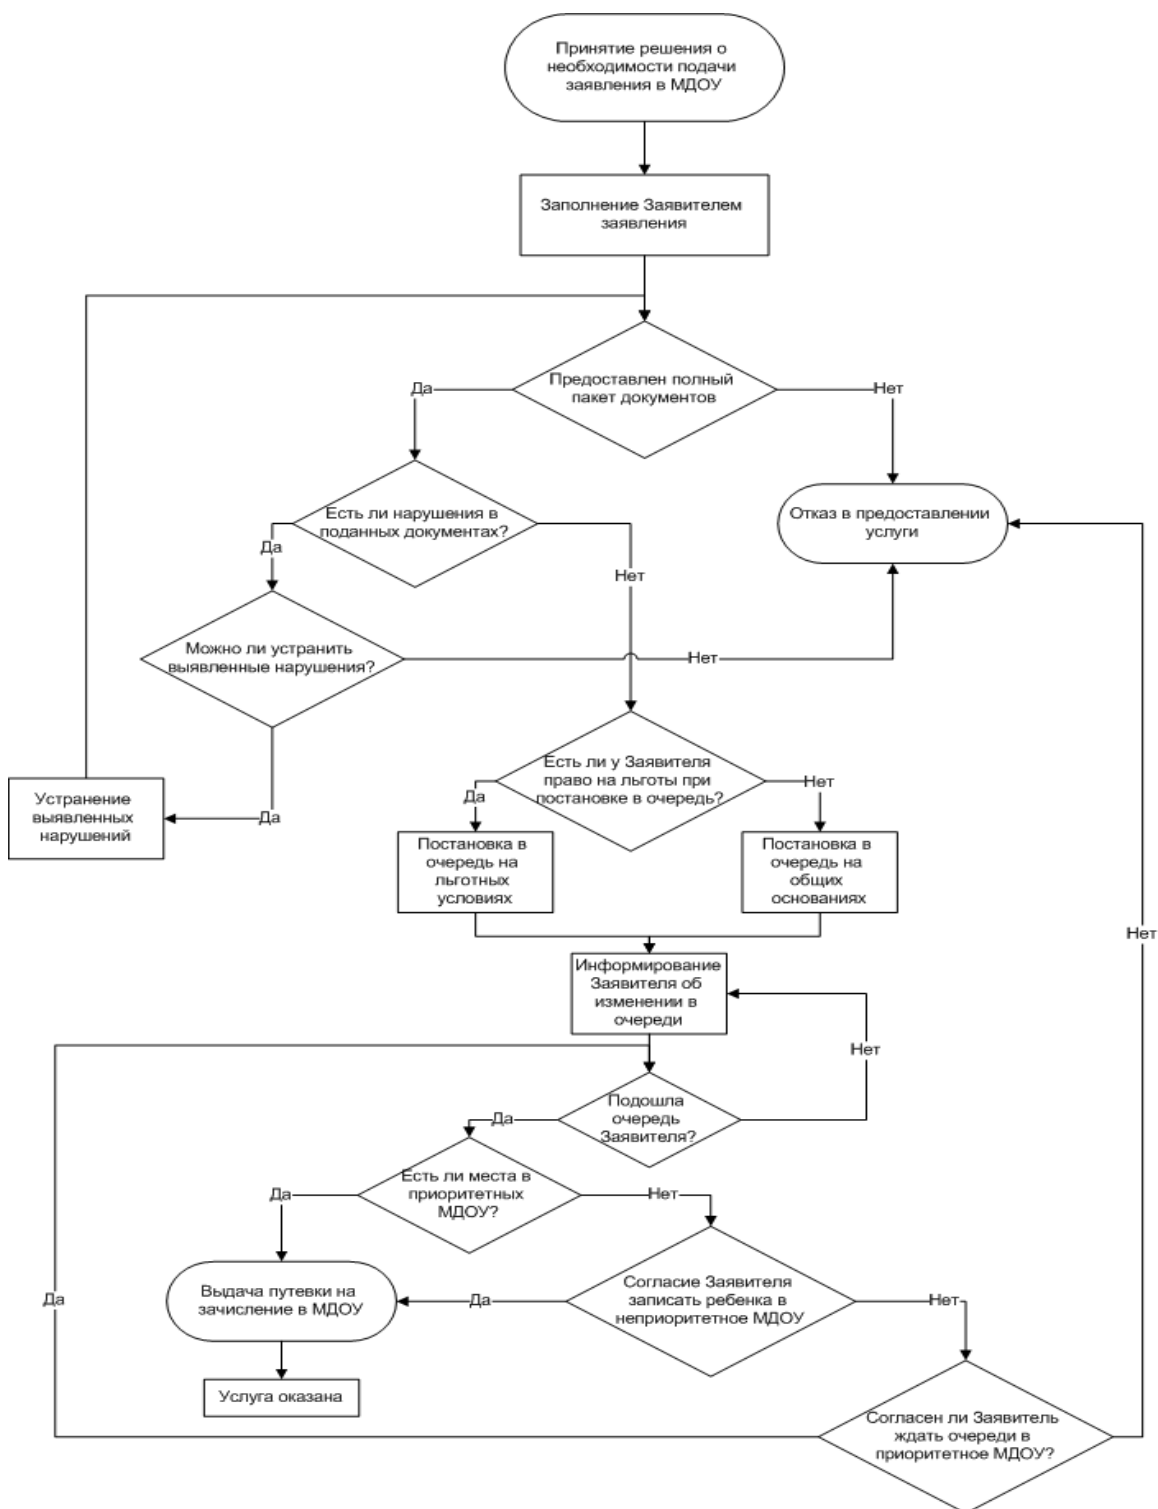 Принятие решения о
необходимости подачи
заявления в МДОУ
Заполнение Заявителем
заявления
Предоставлен полный
пакет документов
Да
Нет
Есть ли нарушения в
поданных документах?
Отказ в предоставлении
услуги
Да
Нет
Можно ли устранить
выявленные нарушения?
Нет
Есть ли у Заявителя
право на льготы при
постановке в очередь?
Да
Нет
Устранение
выявленных
нарушений
Да
Постановка в
очередь на
льготных
условиях
Постановка в
очередь на
общих
основаниях
Нет
Информирование
Заявителя об
изменении в
очереди
Нет
Подошла
очередь
Заявителя?
Да
Есть ли места в
приоритетных
МДОУ?
Да
Нет
Выдача путевки на
зачисление в МДОУ
Согласие Заявителя
записать ребенка в
неприоритетное МДОУ
Да
Да
Нет
Услуга оказана
Согласен ли Заявитель
ждать очереди в
приоритетное МДОУ?